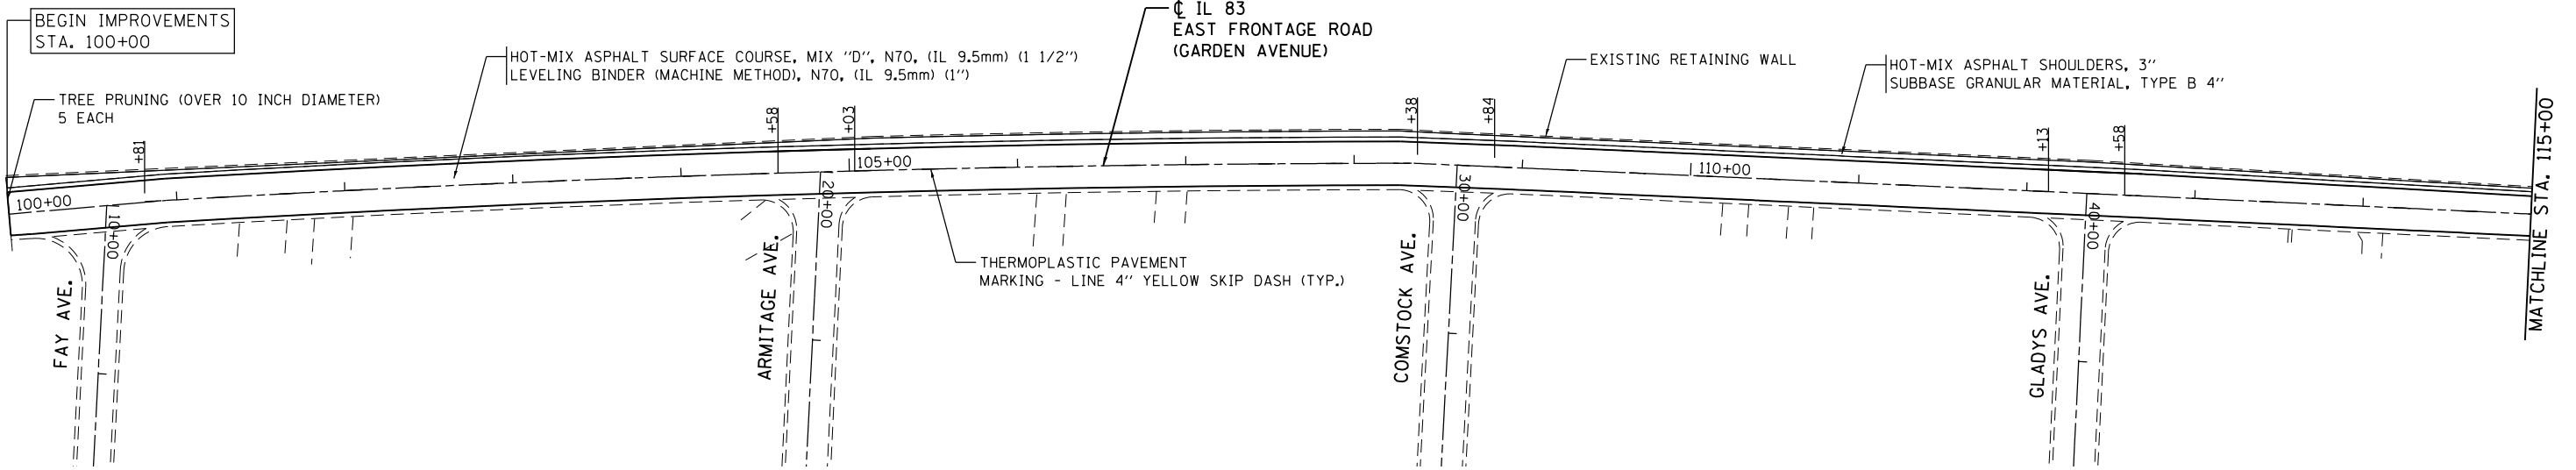 BEGIN IMPROVEMENTS
STA. 100+00
℄ IL 83
EAST FRONTAGE ROAD
(GARDEN AVENUE)
HOT-MIX ASPHALT SURFACE COURSE, MIX "D", N70, (IL 9.5mm) (1 1/2")
LEVELING BINDER (MACHINE METHOD), N70, (IL 9.5mm) (1")
EXISTING RETAINING WALL
HOT-MIX ASPHALT SHOULDERS, 3"
SUBBASE GRANULAR MATERIAL, TYPE B 4"
TREE PRUNING (OVER 10 INCH DIAMETER)
5 EACH
+81
+58
+03
+38
+84
+13
+58
100+00
105+00
110+00
MATCHLINE STA. 115+00
10+00
20+00
30+00
40+00
THERMOPLASTIC PAVEMENT
MARKING - LINE 4" YELLOW SKIP DASH (TYP.)
FAY AVE.
ARMITAGE AVE.
COMSTOCK AVE.
GLADYS AVE.